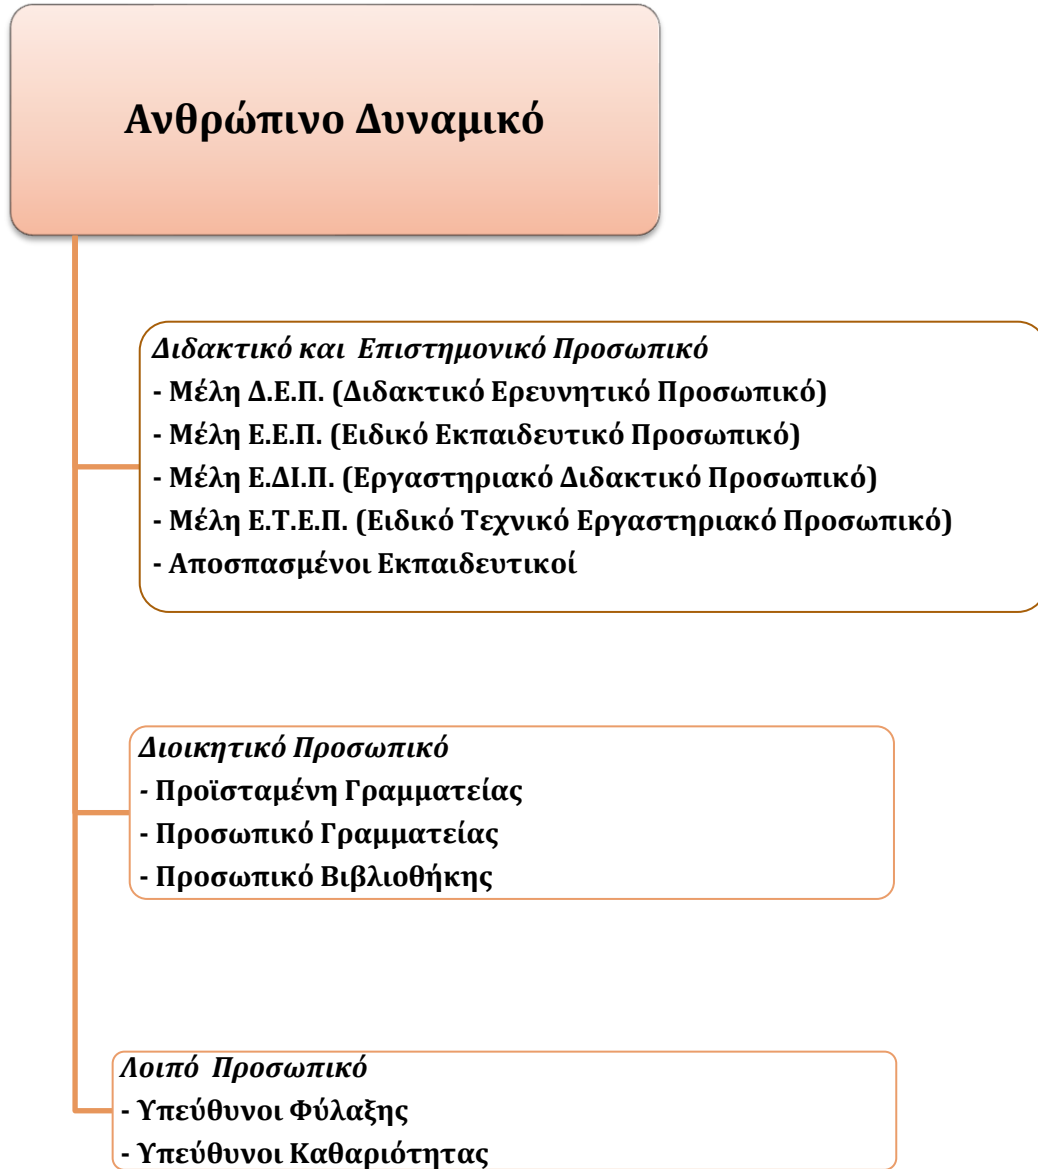 Ανθρώπινο Δυναμικό
Διδακτικό και Επιστημονικό Προσωπικό
- Μέλη Δ.Ε.Π. (Διδακτικό Ερευνητικό Προσωπικό)
- Μέλη Ε.Ε.Π. (Ειδικό Εκπαιδευτικό Προσωπικό)
- Μέλη Ε.ΔΙ.Π. (Εργαστηριακό Διδακτικό Προσωπικό)
- Μέλη Ε.Τ.Ε.Π. (Ειδικό Τεχνικό Εργαστηριακό Προσωπικό)
- Αποσπασμένοι Εκπαιδευτικοί
Διοικητικό Προσωπικό
- Προϊσταμένη Γραμματείας
- Προσωπικό Γραμματείας
- Προσωπικό Βιβλιοθήκης
Λοιπό Προσωπικό
- Υπεύθυνοι Φύλαξης
- Υπεύθυνοι Καθαριότητας